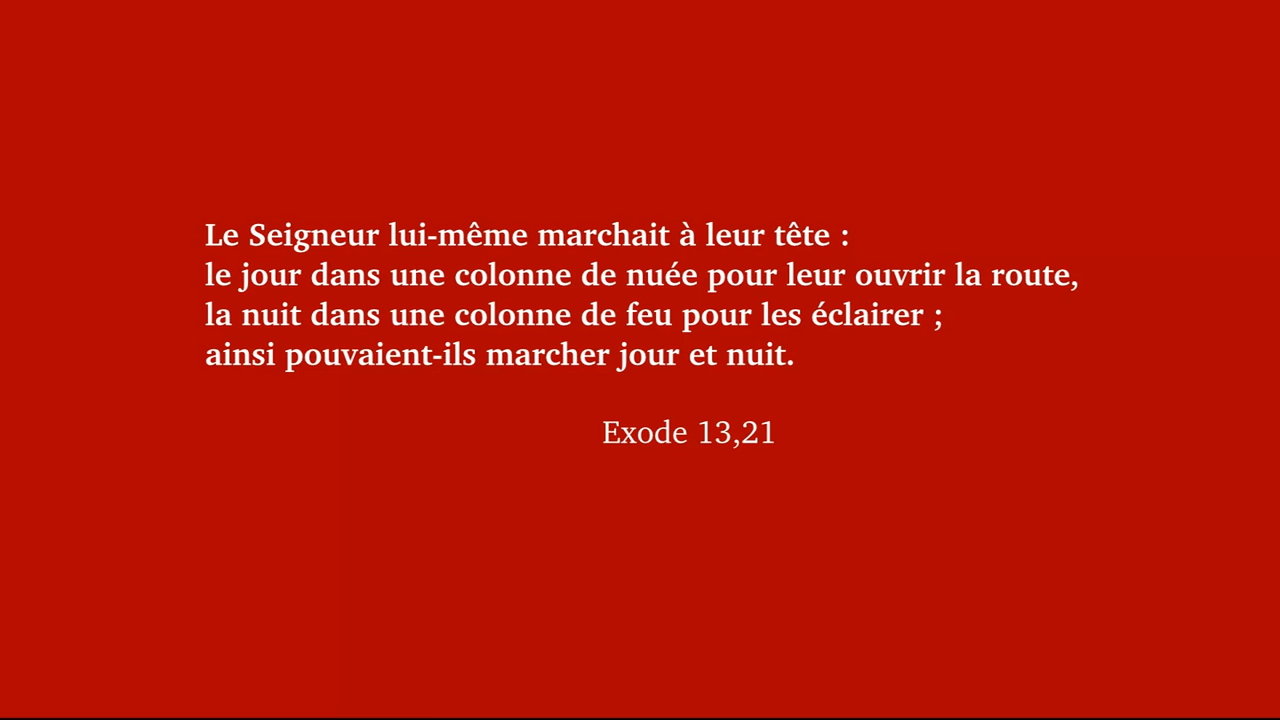 Le Seigneur lui-même marchait à leur tête :
le jour dans une colonne de nuée pour leur ouvrir la route,
la nuit dans une colonne de feu pour les éclairer ;
ainsi pouvaient-ils marcher jour et nuit.
Exode 13,21